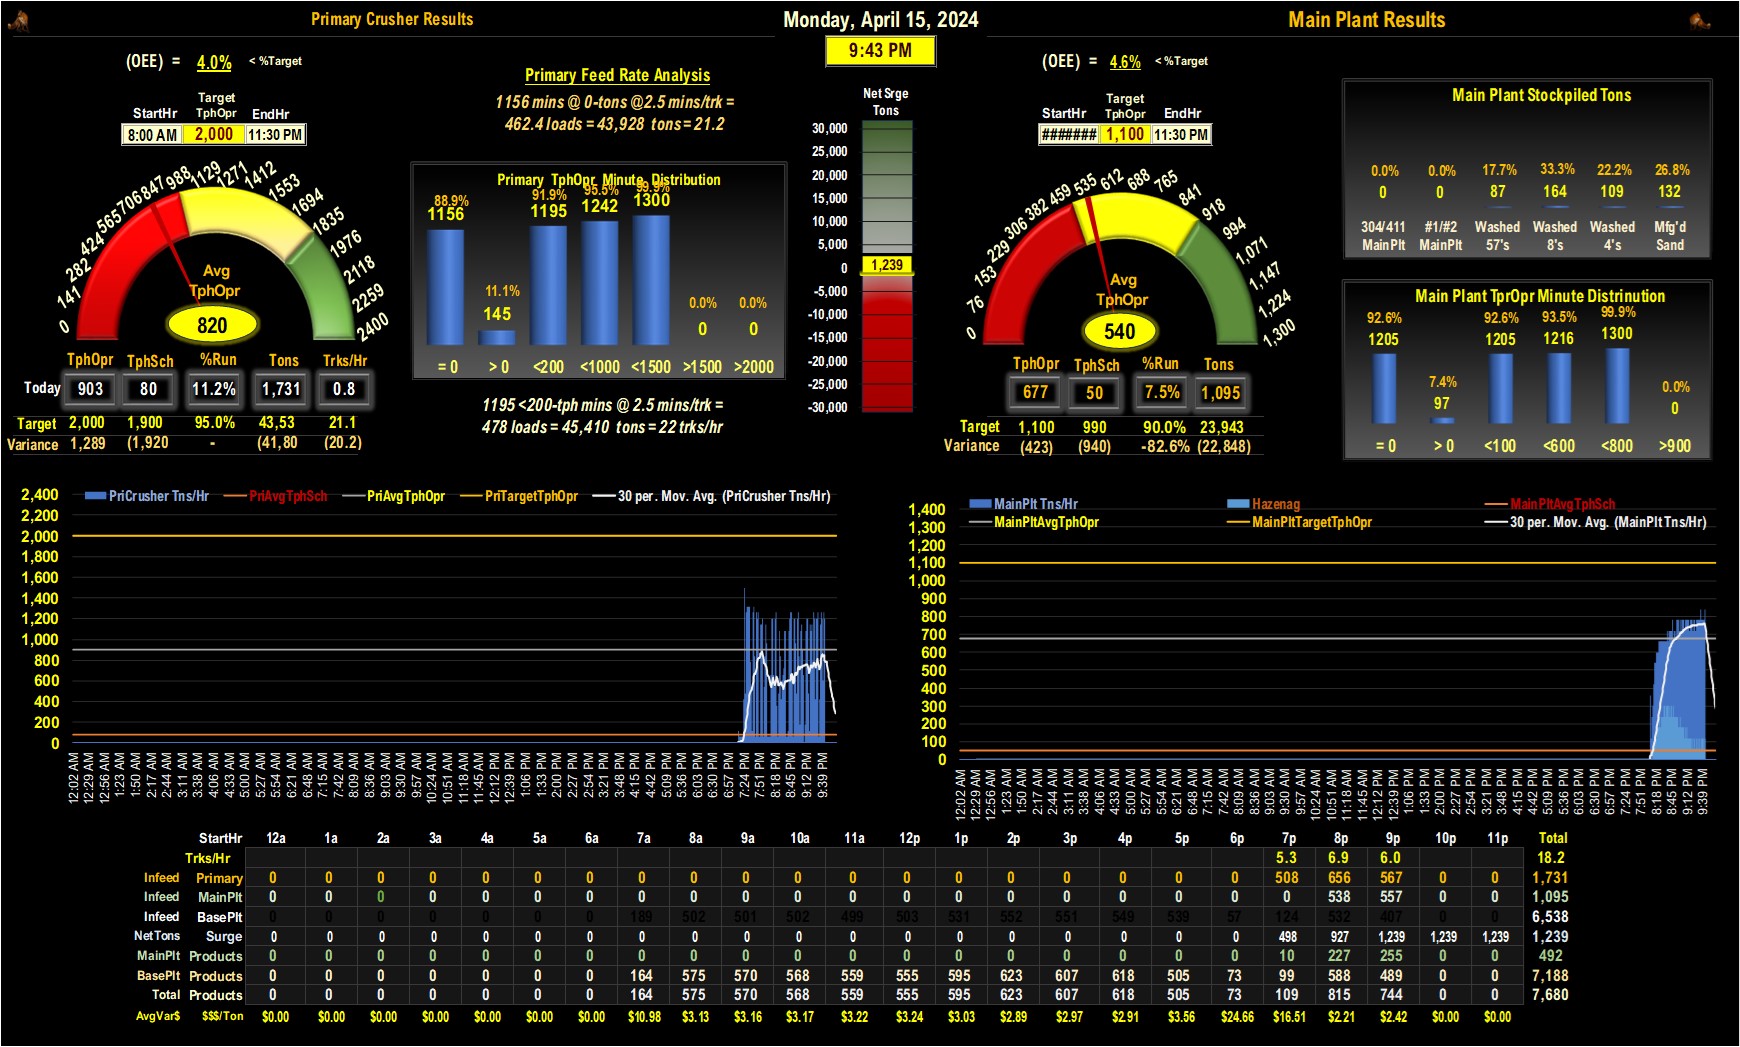 Primary Crusher Results
Monday, April 15, 2024
Main Plant Results
9:43 PM
(OEE) = 4.0% < %Target
StartHr Target TphOpr EndHr
8:00 AM 2,000 11:30 PM
0 141 282 424 565 706 847 988 1129 1271 1412 1553 1694 1835 1976 2118 2259 2400
Avg
TphOpr
820
TphOpr TphSch %Run Tons Trks/Hr
Today 903 80 11.2% 1,731 0.8
Target 2,000 1,900 95.0% 43,53 21.1
Variance 1,289 (1,920 - (41,80 (20.2)
Primary Feed Rate Analysis
1156 mins @ 0-tons @2.5 mins/trk =
462.4 loads = 43,928 tons = 21.2
Primary TphOpr Minute Distribution
88.9% 11.1% 91.9% 95.5% 99.9% 0.0% 0.0%
1156 145 1195 1242 1300 0 0
= 0 > 0 <200 <1000 <1500 >1500 >2000
1195 <200-tph mins @ 2.5 mins/trk =
478 loads = 45,410 tons = 22 trks/hr
Net Srge
Tons
30,000
25,000
20,000
15,000
10,000
5,000
0
-5,000
-10,000
-15,000
-20,000
-25,000
-30,000
1,239
(OEE) = 4.6% < %Target
StartHr Target TphOpr EndHr
####### 1,100 11:30 PM
0 76 153 229 306 382 459 535 612 688 765 841 918 994 1,071 1,147 1,224 1,300
Avg
TphOpr
540
TphOpr TphSch %Run Tons
677 50 7.5% 1,095
Target 1,100 990 90.0% 23,943
Variance (423) (940) -82.6% (22,848)
Main Plant Stockpiled Tons
0.0% 0.0% 17.7% 33.3% 22.2% 26.8%
0 0 87 164 109 132
304/411 #1/#2 Washed Washed Washed Mfg'd
MainPlt MainPlt 57's 8's 4's Sand
Main Plant TprOpr Minute Distrinution
92.6% 7.4% 92.6% 93.5% 99.9% 0.0%
1205 97 1205 1216 1300 0
= 0 > 0 <100 <600 <800 >900
PriCrusher Tns/Hr PriAvgTphSch PriAvgTphOpr PriTargetTphOpr 30 per. Mov. Avg. (PriCrusher Tns/Hr)
2,400
2,200
2,000
1,800
1,600
1,400
1,200
1,000
800
600
400
200
0
12:02 AM 12:29 AM 12:56 AM 1:23 AM 1:50 AM 2:17 AM 2:44 AM 3:11 AM 3:38 AM 4:06 AM 4:33 AM 5:00 AM 5:27 AM 5:54 AM 6:21 AM 6:48 AM 7:15 AM 7:42 AM 8:09 AM 8:36 AM 9:03 AM 9:30 AM 9:57 AM 10:24 AM 10:51 AM 11:18 AM 11:45 AM 12:12 PM 12:39 PM 1:06 PM 1:33 PM 2:00 PM 2:27 PM 2:54 PM 3:21 PM 3:48 PM 4:15 PM 4:42 PM 5:09 PM 5:36 PM 6:03 PM 6:30 PM 6:57 PM 7:24 PM 7:51 PM 8:18 PM 8:45 PM 9:12 PM 9:39 PM
MainPlt Tns/Hr Hazenag MainPltAvgTphSch
MainPltAvgTphOpr MainPltTargetTphOpr 30 per. Mov. Avg. (MainPlt Tns/Hr)
1,400
1,300
1,200
1,100
1,000
900
800
700
600
500
400
300
200
100
0
12:02 AM 12:29 AM 12:56 AM 1:23 AM 1:50 AM 2:17 AM 2:44 AM 3:11 AM 3:38 AM 4:06 AM 4:33 AM 5:00 AM 5:27 AM 5:54 AM 6:21 AM 6:48 AM 7:15 AM 7:42 AM 8:09 AM 8:36 AM 9:03 AM 9:30 AM 9:57 AM 10:24 AM 10:51 AM 11:18 AM 11:45 AM 12:12 PM 12:39 PM 1:06 PM 1:33 PM 2:00 PM 2:27 PM 2:54 PM 3:21 PM 3:48 PM 4:15 PM 4:42 PM 5:09 PM 5:36 PM 6:03 PM 6:30 PM 6:57 PM 7:24 PM 7:51 PM 8:18 PM 8:45 PM 9:12 PM 9:39 PM
StartHr 12a 1a 2a 3a 4a 5a 6a 7a 8a 9a 10a 11a 12p 1p 2p 3p 4p 5p 6p 7p 8p 9p 10p 11p Total
Trks/Hr 5.3 6.9 6.0 18.2
Infeed Primary 0 0 0 0 0 0 0 0 0 0 0 0 0 0 0 0 0 0 0 508 656 567 0 0 1,731
Infeed MainPlt 0 0 0 0 0 0 0 0 0 0 0 0 0 0 0 0 0 0 0 0 538 557 0 0 1,095
Infeed BasePlt 0 0 0 0 0 0 0 189 502 501 502 499 503 531 552 551 549 539 57 124 532 407 0 0 6,538
NetTons Surge 0 0 0 0 0 0 0 0 0 0 0 0 0 0 0 0 0 0 0 498 927 1,239 1,239 1,239 1,239
MainPlt Products 0 0 0 0 0 0 0 0 0 0 0 0 0 0 0 0 0 0 0 10 227 255 0 0 492
BasePlt Products 0 0 0 0 0 0 0 164 575 570 568 559 555 595 623 607 618 505 73 99 588 489 0 0 7,188
Total Products 0 0 0 0 0 0 0 164 575 570 568 559 555 595 623 607 618 505 73 109 815 744 0 0 7,680
AvgVar$ $$$/Ton $0.00 $0.00 $0.00 $0.00 $0.00 $0.00 $0.00 $10.98 $3.13 $3.16 $3.17 $3.22 $3.24 $3.03 $2.89 $2.97 $2.91 $3.56 $24.66 $16.51 $2.21 $2.42 $0.00 $0.00